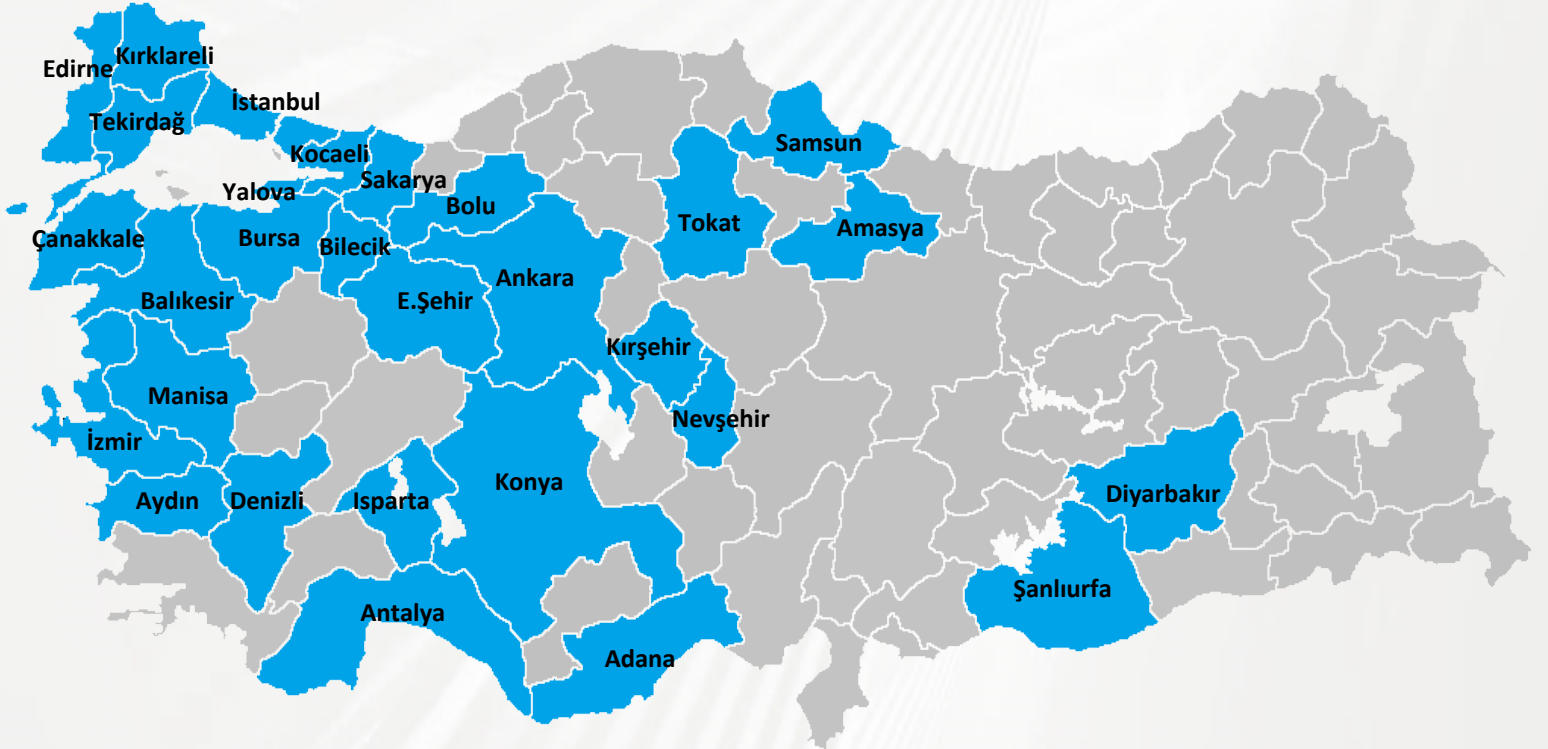 Kırklareli
Edirne
İstanbul
Tekirdağ
Samsun
Kocaeli
Sakarya
Yalova
Bolu
Tokat
Amasya
Çanakkale
Bursa
Bilecik
Ankara
Balıkesir
E.Şehir
Kırşehir
Manisa
Nevşehir
İzmir
Konya
Aydın
Denizli
Isparta
Diyarbakır
Şanlıurfa
Antalya
Adana